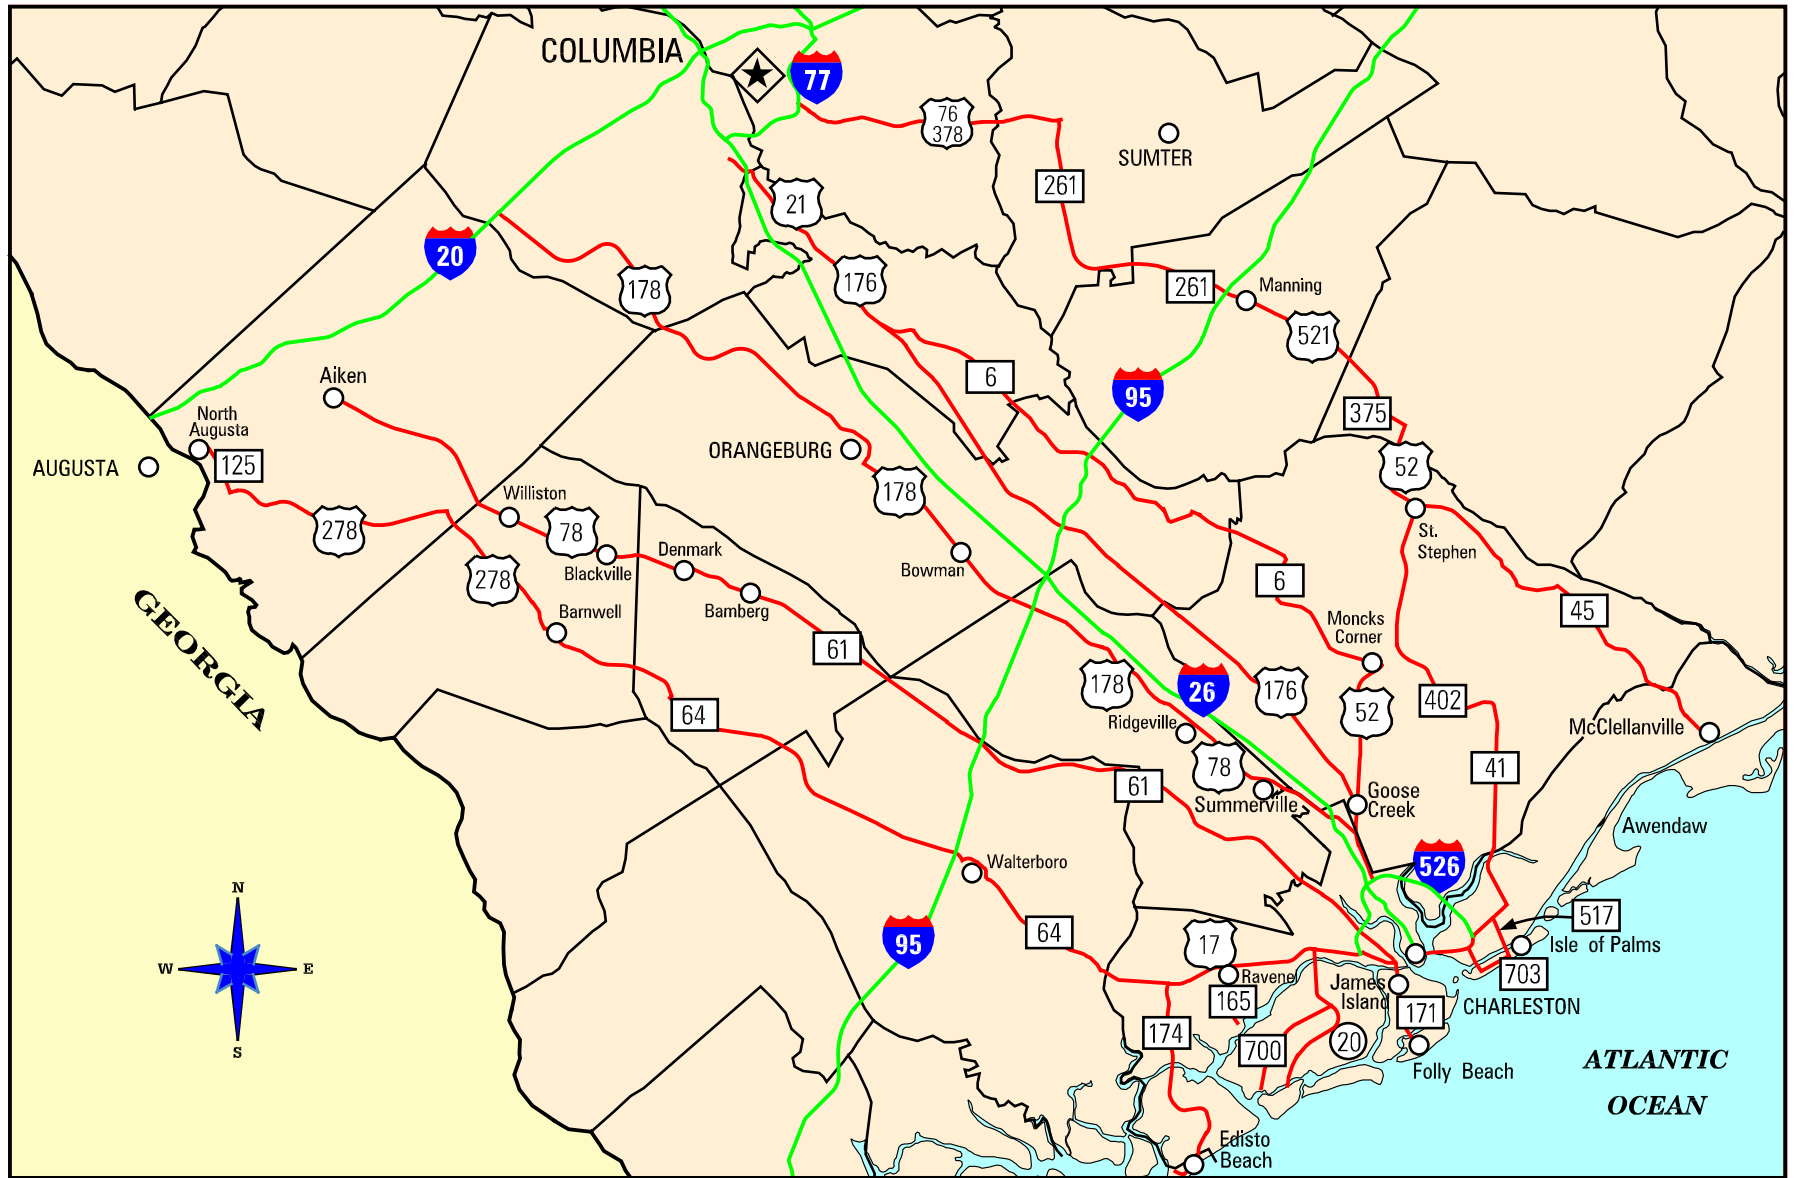 COLUMBIA
77
76
378
SUMTER
261
21
20
178
176
261
Manning
521
6
95
Aiken
375
North
Augusta
AUGUSTA
125
ORANGEBURG
52
Williston
178
278
78
St.
Stephen
Denmark
Blackville
Bowman
278
6
Bamberg
Barnwell
45
Moncks
Corner
61
GEORGIA
178
26
176
402
64
52
Ridgeville
McClellanville
78
41
61
Summerville
Goose
Creek
Awendaw
Walterboro
526
517
N
64
17
Isle of Palms
95
W
E
Ravenel
James
Island
703
165
171
CHARLESTON
174
20
S
700
ATLANTIC
OCEAN
Folly Beach
Edisto
Beach